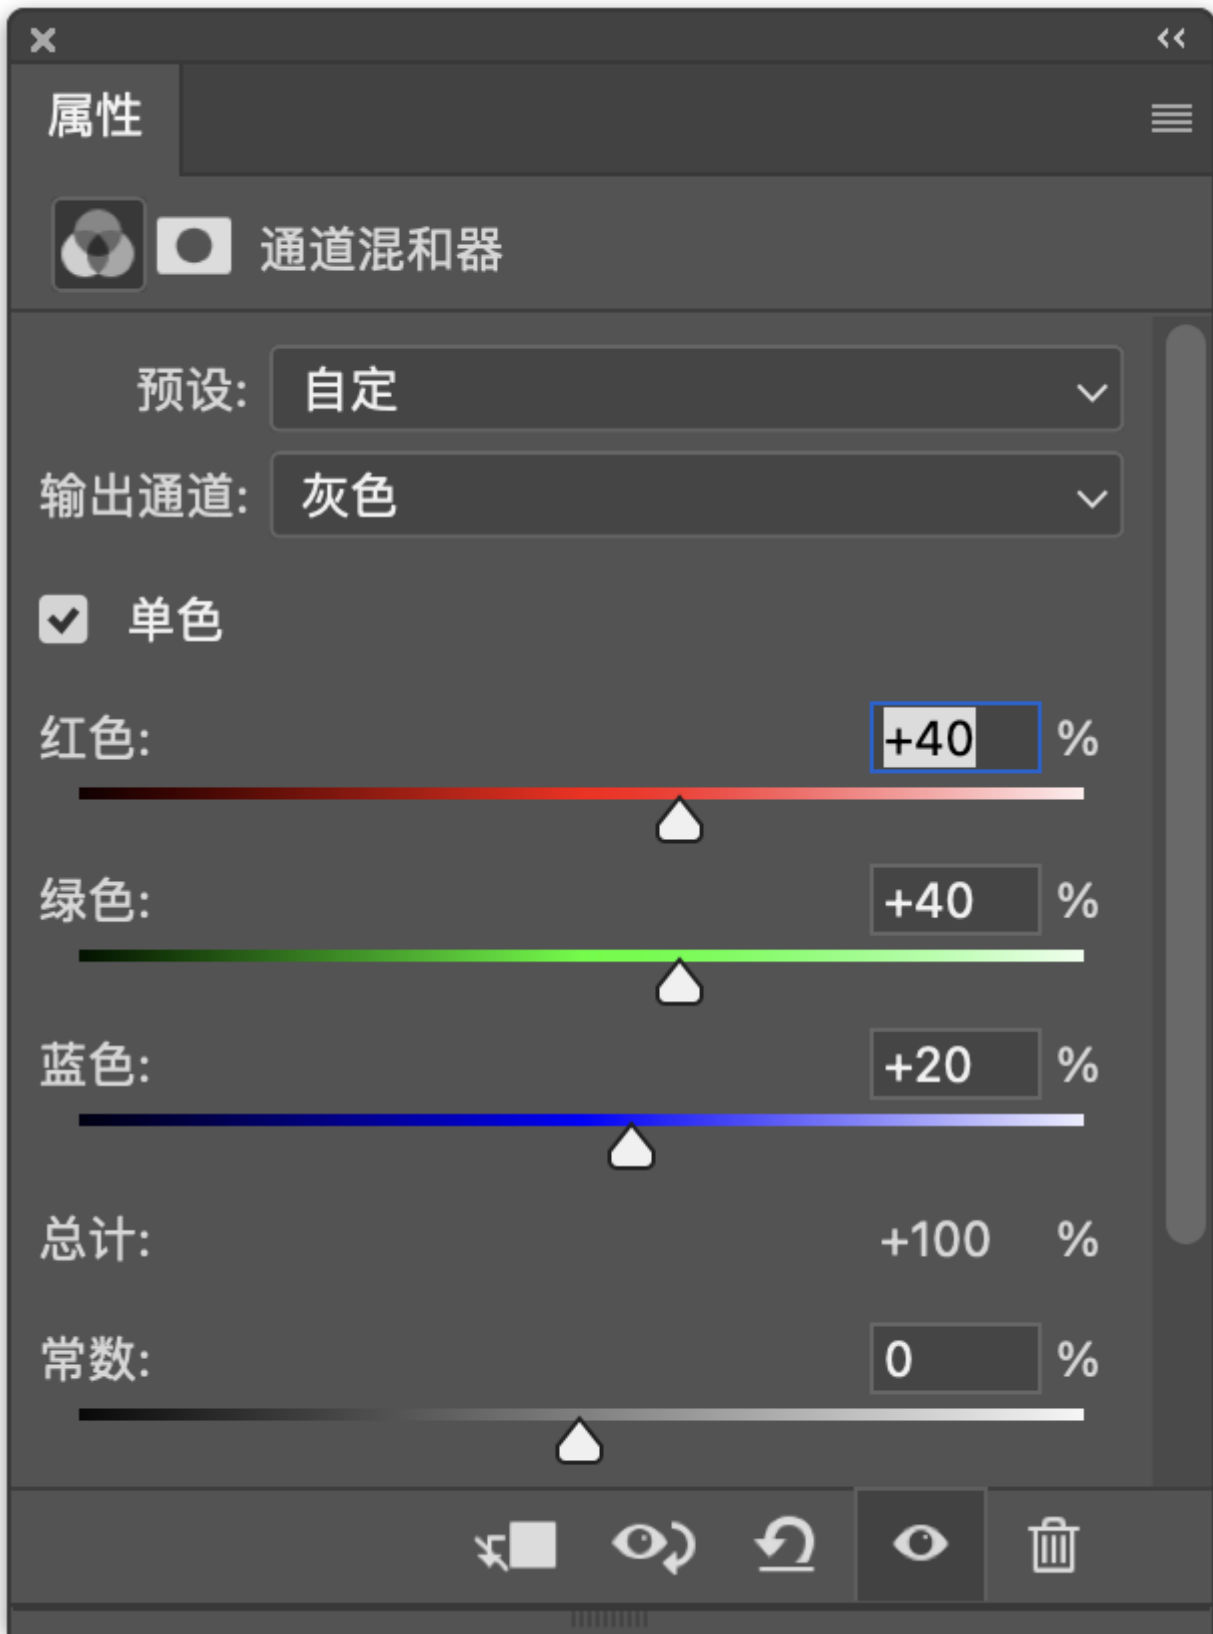 属性
通道混和器
预设: 自定
输出通道: 灰色
单色
红色: +40 %
绿色: +40 %
蓝色: +20 %
总计: +100 %
常数: 0 %